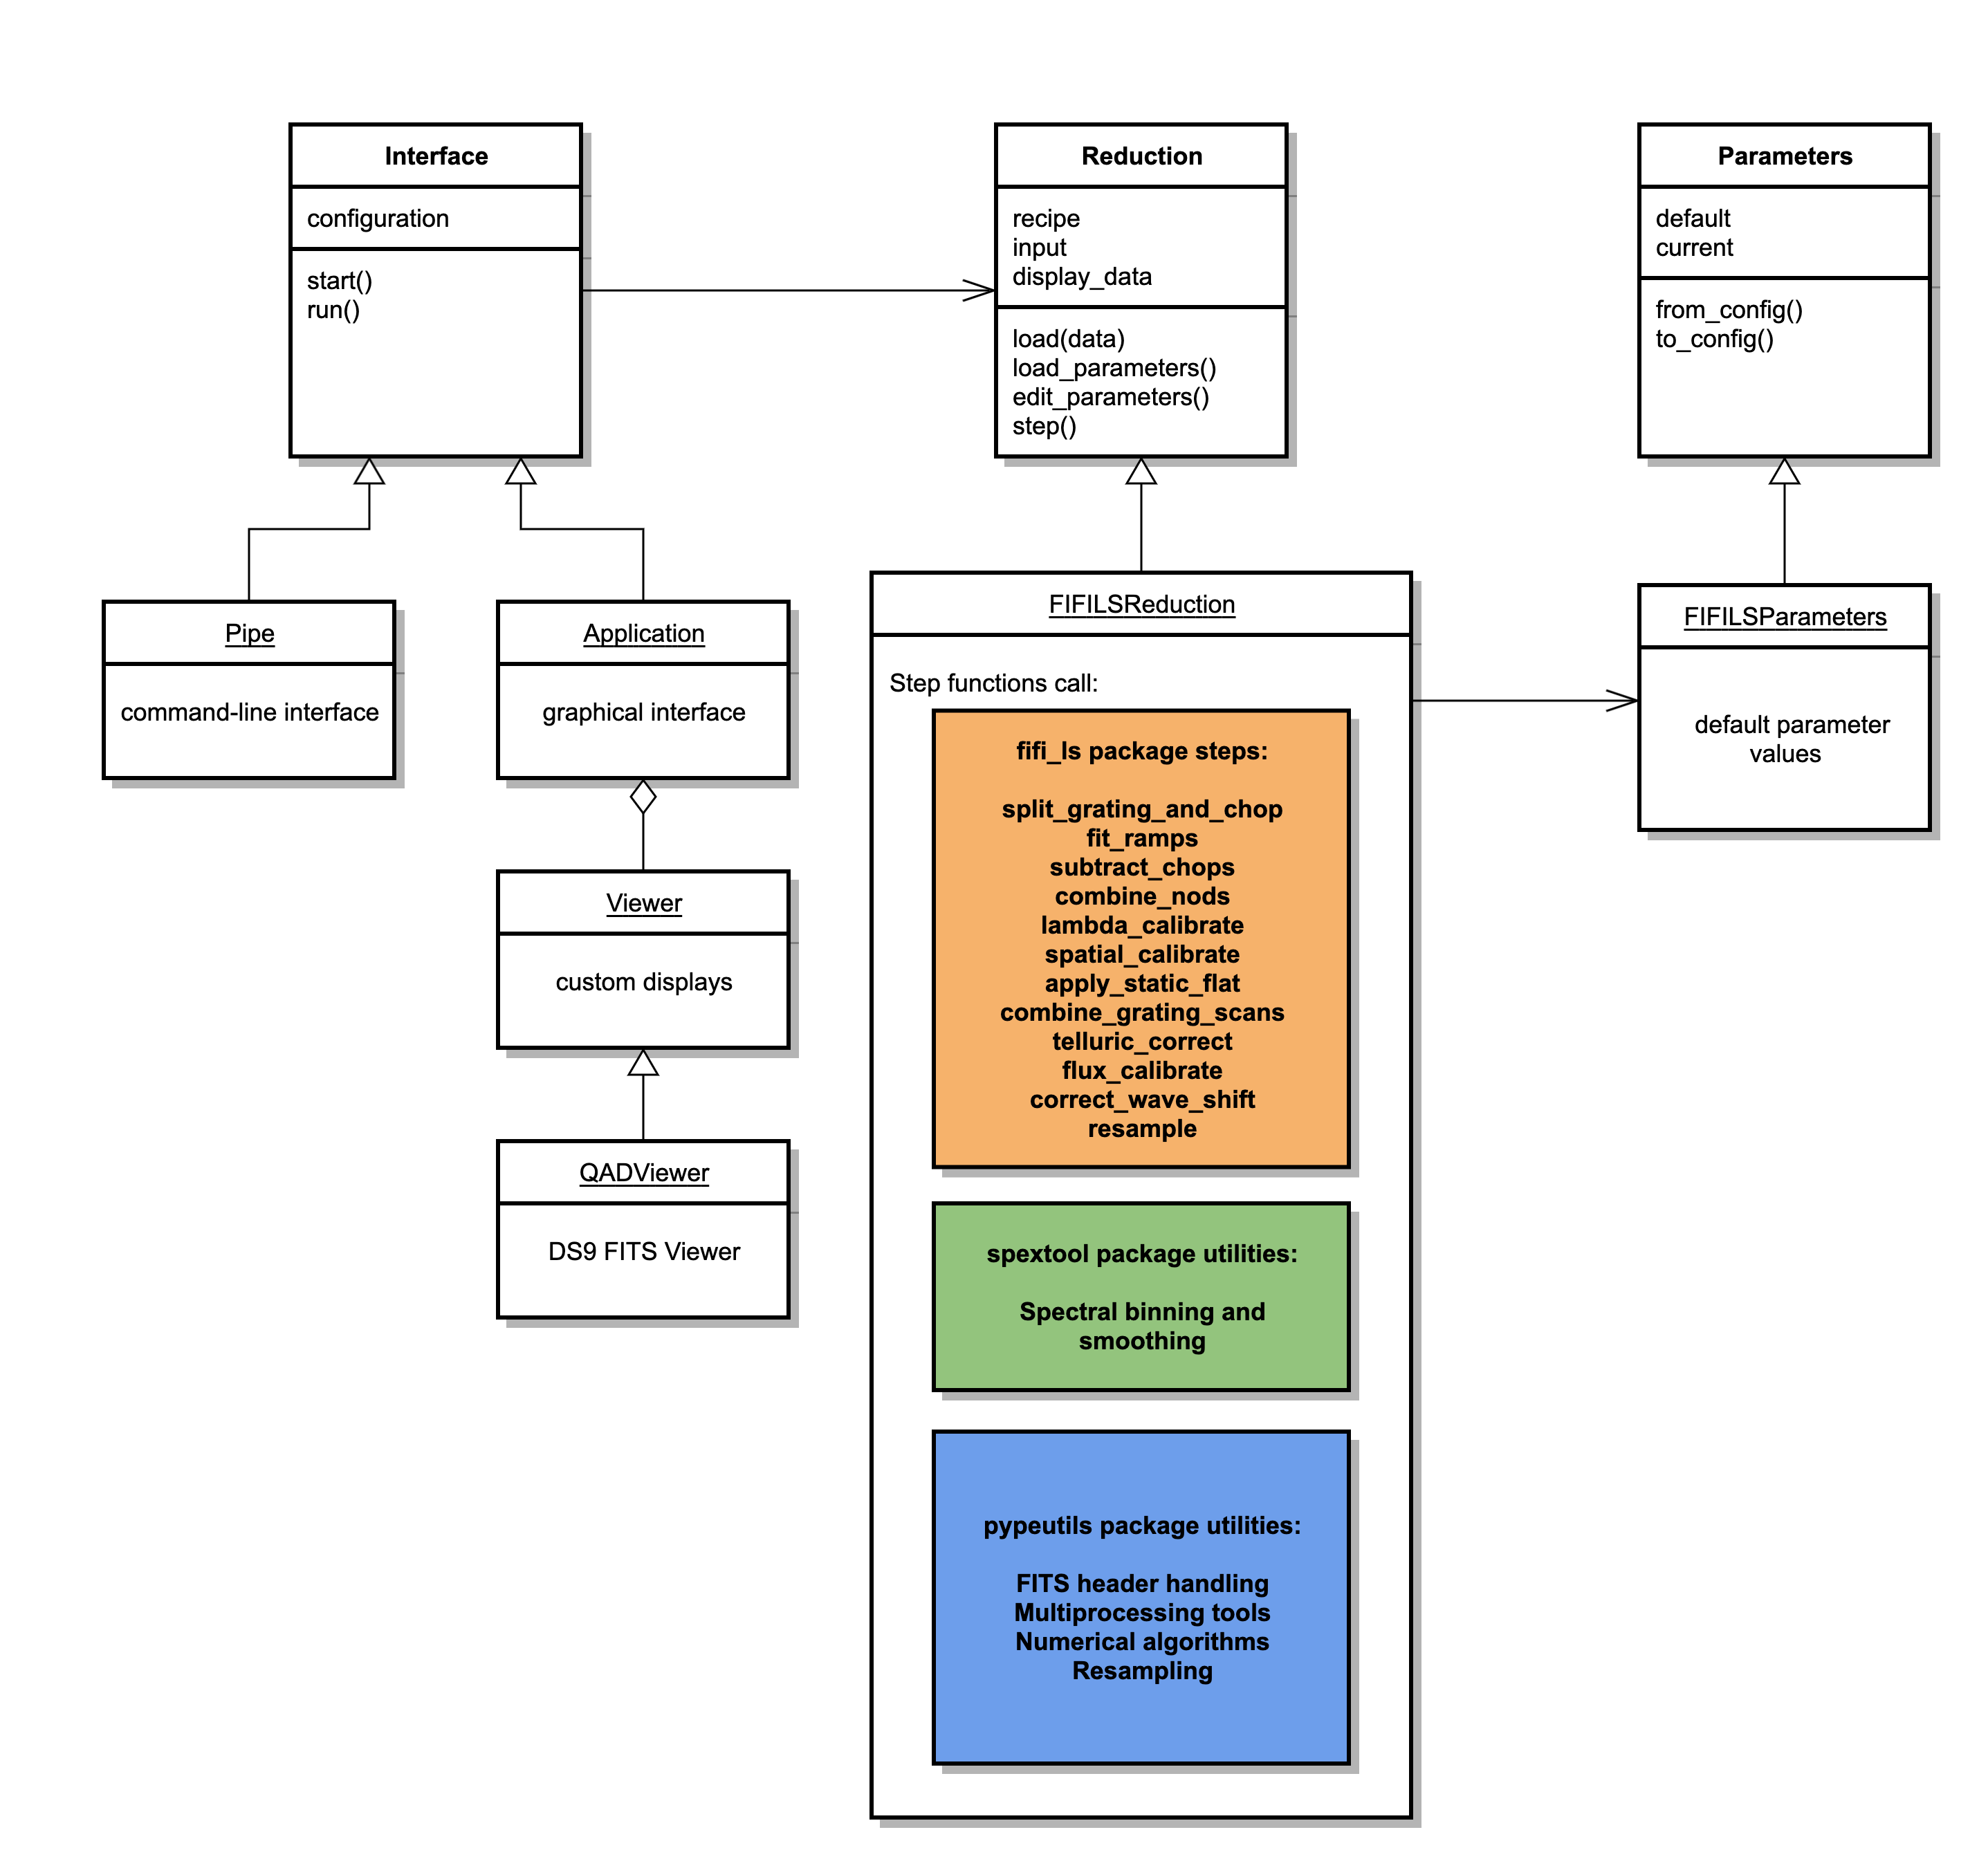 Interface
configuration
start()
run()
Reduction
recipe
input
display_data
load(data)
load_parameters()
edit_parameters()
step()
Parameters
default
current
from_config()
to_config()
Pipe
command-line interface
Application
graphical interface
Viewer
custom displays
QADViewer
DS9 FITS Viewer
FIFILSReduction
Step functions call:
fifi_ls package steps:
split_grating_and_chop
fit_ramps
subtract_chops
combine_nods
lambda_calibrate
spatial_calibrate
apply_static_flat
combine_grating_scans
telluric_correct
flux_calibrate
correct_wave_shift
resample
spextool package utilities:
Spectral binning and
smoothing
pypeutils package utilities:
FITS header handling
Multiprocessing tools
Numerical algorithms
Resampling
FIFILSParameters
default parameter
values